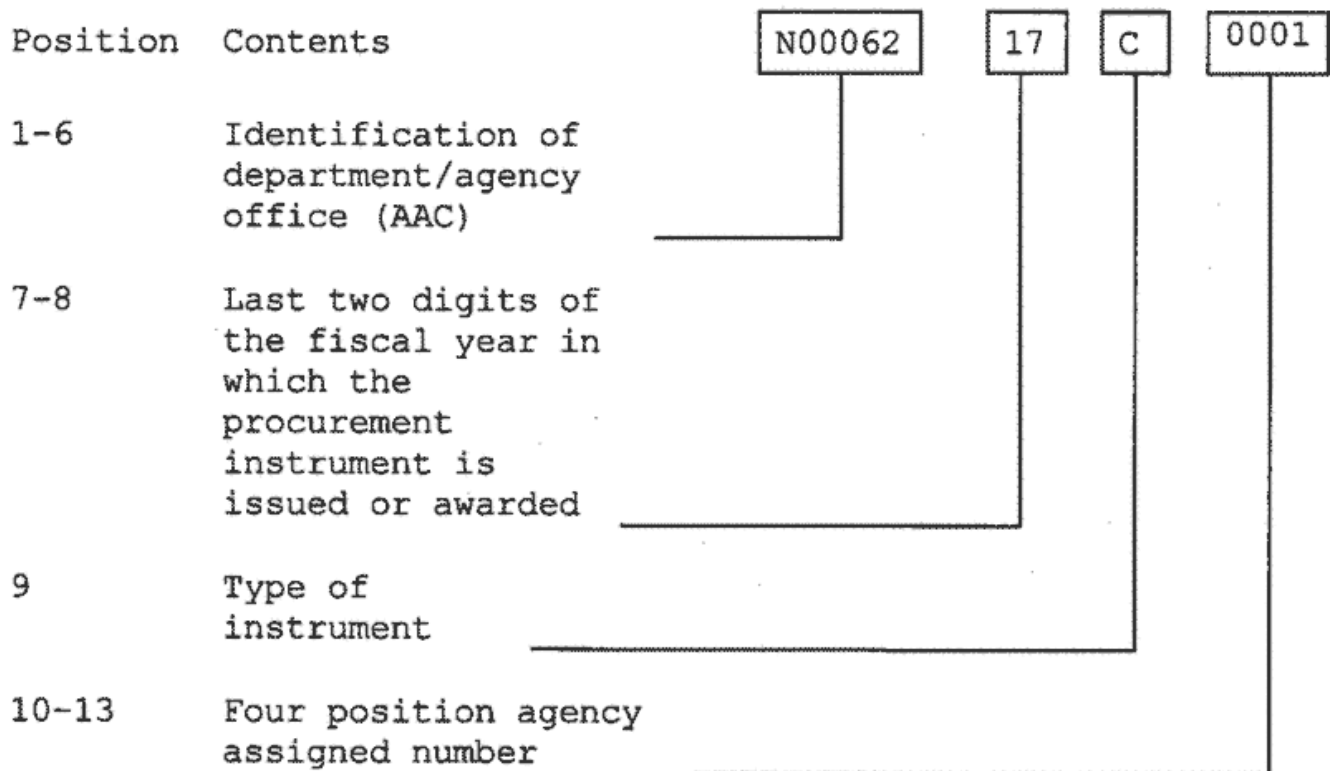 Position Contents N00062 17 C 0001
1-6 Identification of
department/agency
office (AAC)
7-8 Last two digits of
the fiscal year in
which the
procurement
instrument is
issued or awarded
9 Type of
instrument
10-13 Four position agency
assigned number